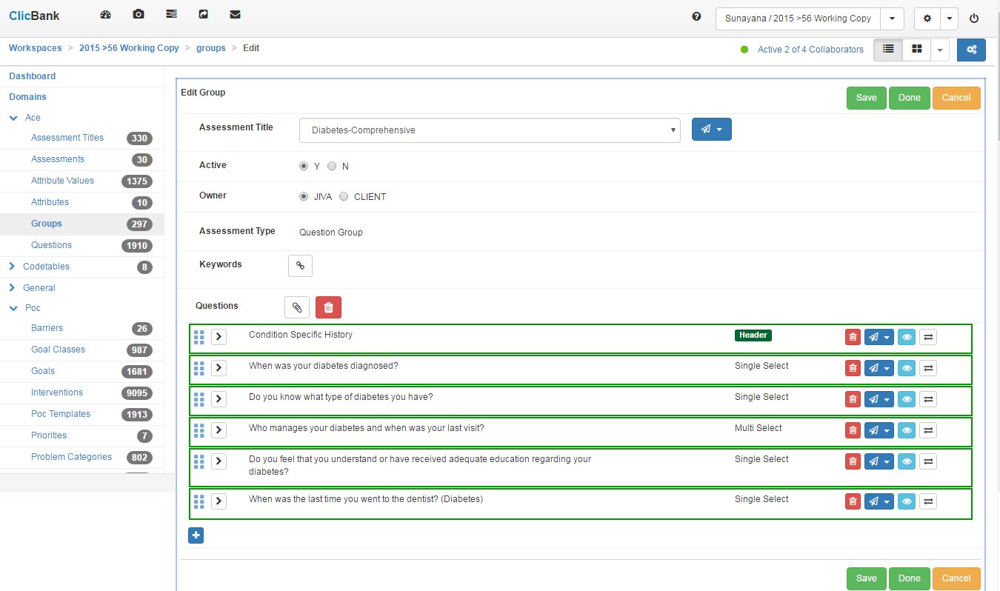 ClicBank
Sunayana / 2015 >56 Working Copy
Workspaces > 2015 >56 Working Copy > groups > Edit
Active 2 of 4 Collaborators
Dashboard
Domains
Ace
Assessment Titles 330
Assessments 30
Attribute Values 1375
Attributes 10
Groups 297
Questions 1910
Codetables 8
General
Poc
Barriers 26
Goal Classes 987
Goals 1681
Interventions 9095
Poc Templates 1913
Priorities 7
Problem Categories 802
Edit Group
Save Done Cancel
Assessment Title Diabetes-Comprehensive
Active Y N
Owner JIVA CLIENT
Assessment Type Question Group
Keywords
Questions
Condition Specific History Header
When was your diabetes diagnosed? Single Select
Do you know what type of diabetes you have? Single Select
Who manages your diabetes and when was your last visit? Multi Select
Do you feel that you understand or have received adequate education regarding your Single Select
diabetes?
When was the last time you went to the dentist? (Diabetes) Single Select
Save Done Cancel